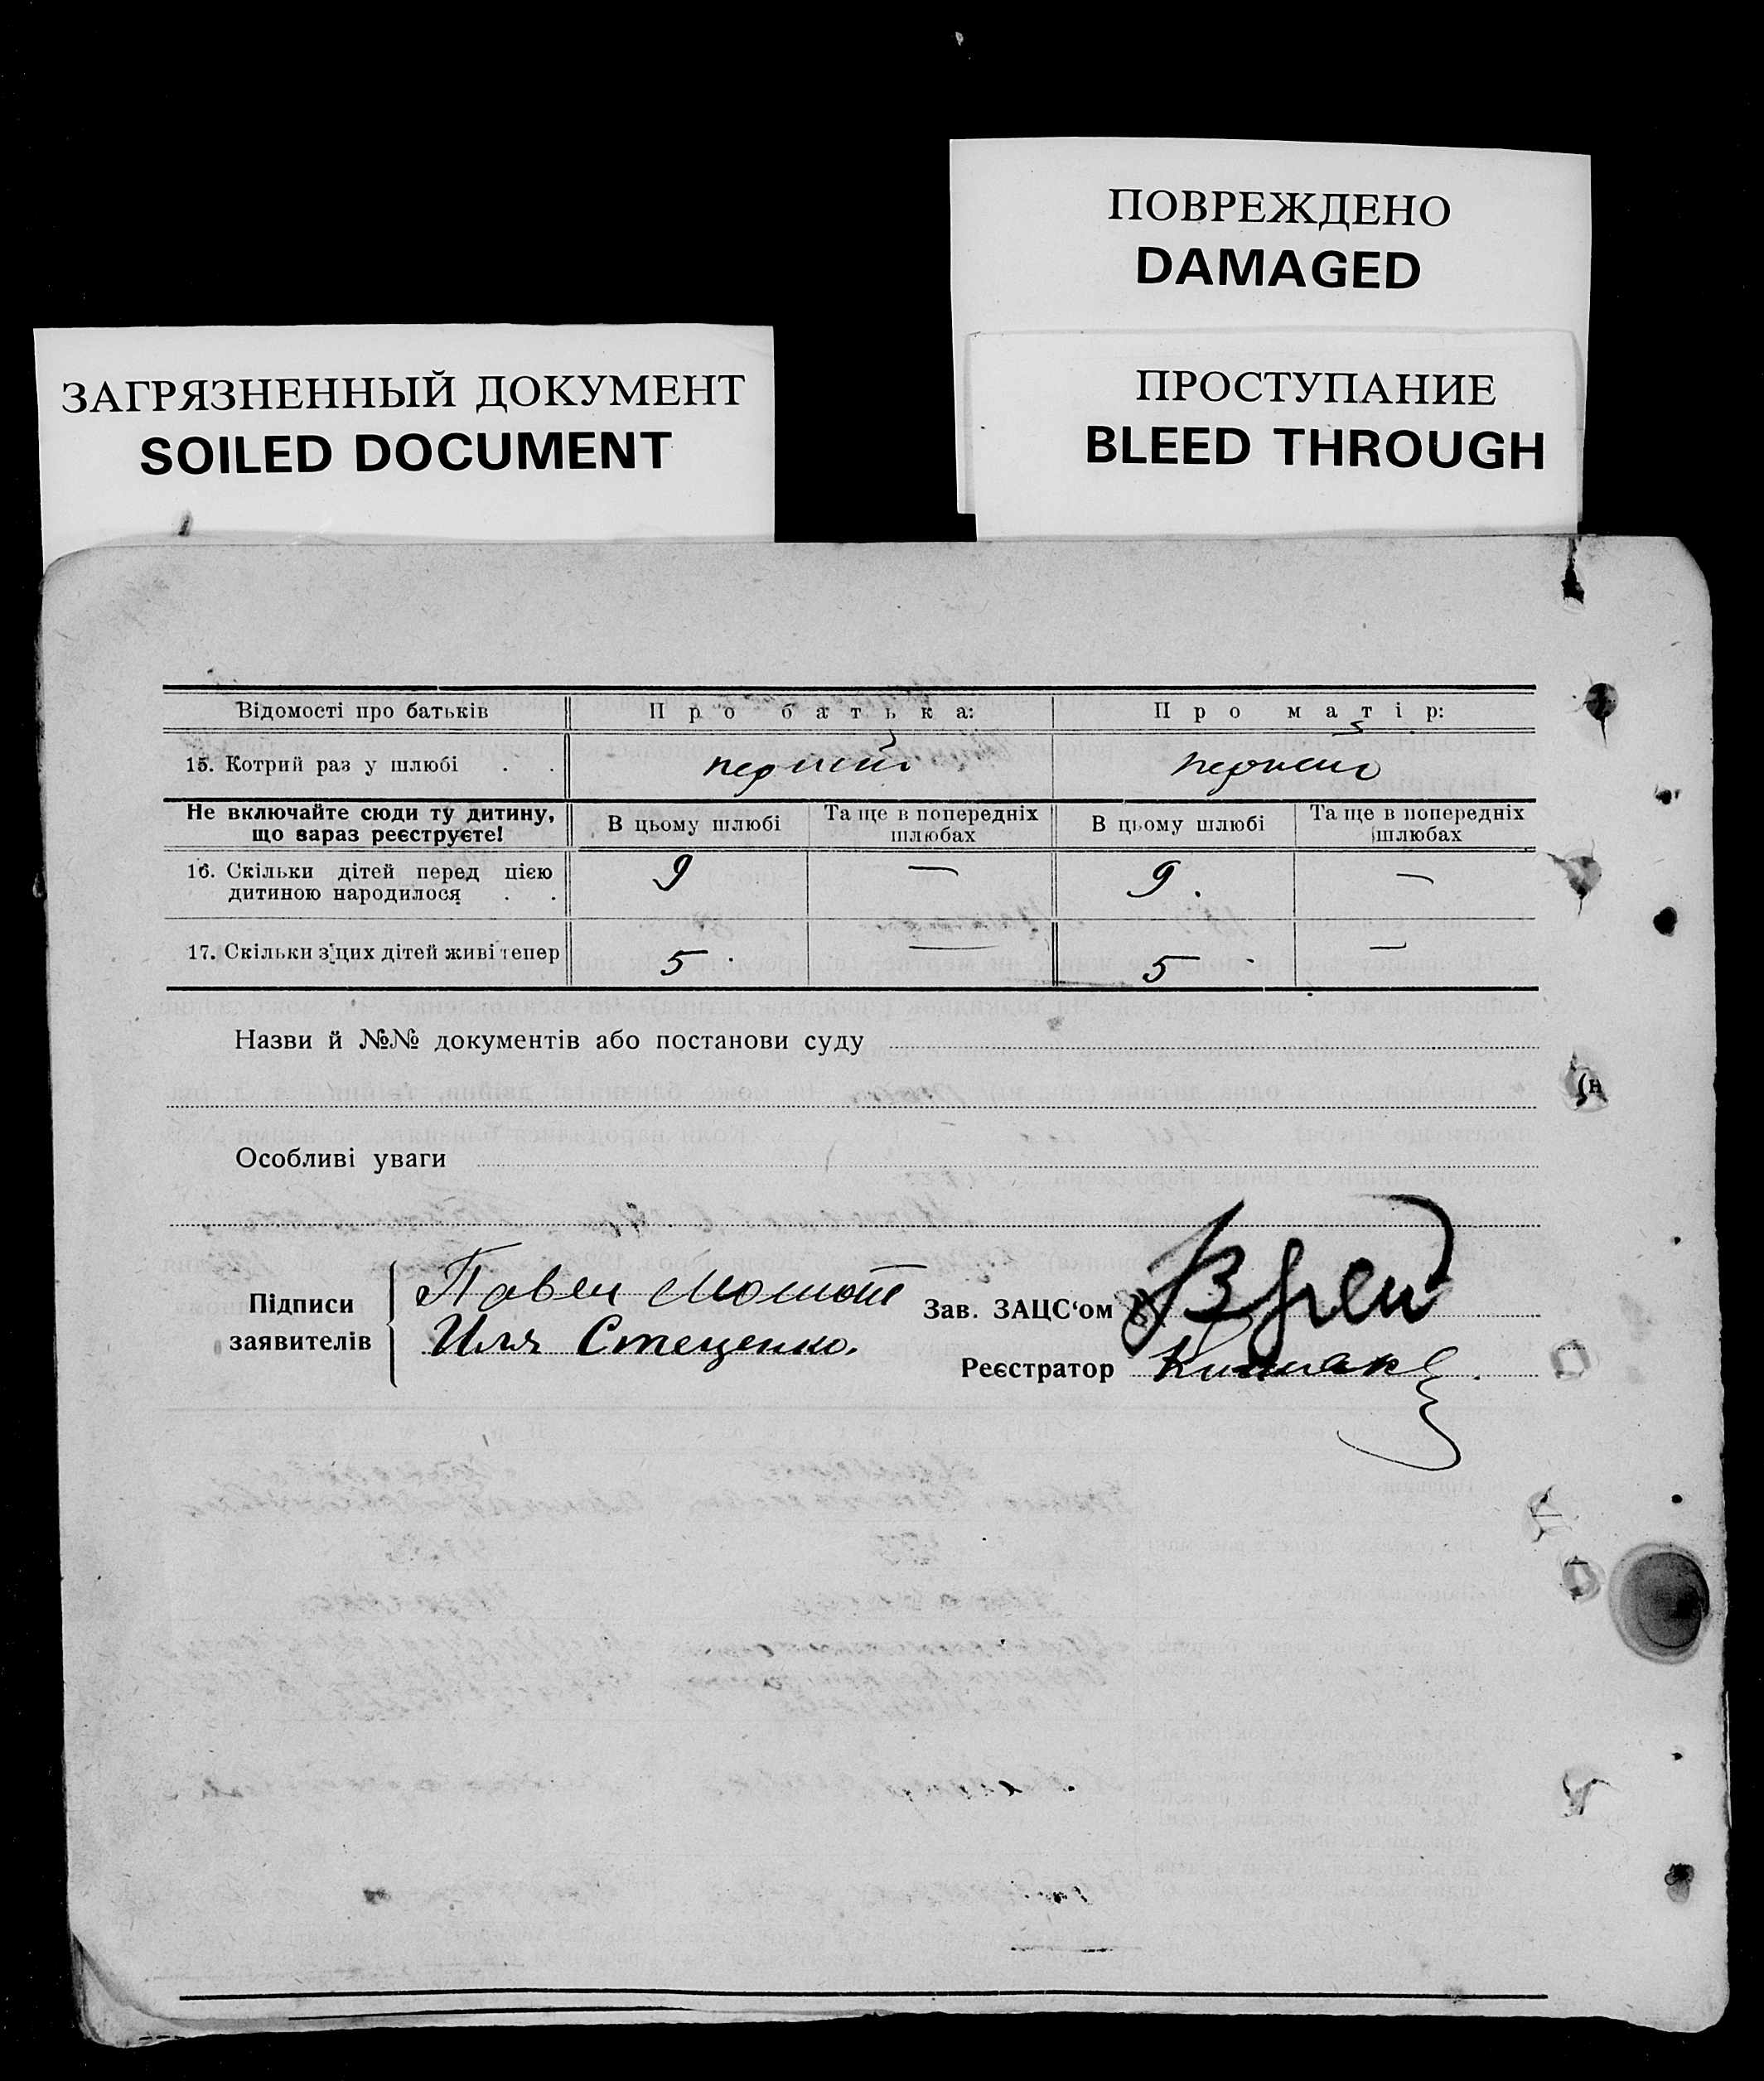 ПОВРЕЖДЕНО
DAMAGED
ЗАГРЯЗНЕННЫЙ ДОКУМЕНТ
SOILED DOCUMENT
ПРОСТУПАНИЕ
BLEED THROUGH
Відомості про батьків Про батька: Про матір:
15. Котрий раз у шлюбі . . перший перший
Не включайте сюди ту дитину, що зараз реєструєте! В цьому шлюбі Та ще в попередніх шлюбах В цьому шлюбі Та ще в попередніх шлюбах
16. Скільки дітей перед цією дитиною народилося . . 9 — 9. —
17. Скільки з цих дітей живі тепер 5 — 5 —
Назви й №№ документів або постанови суду
Особливі уваги
Підписи заявителів
Павел
Иля Стеценко.
Зав. ЗАЦС‘ом
Реєстратор